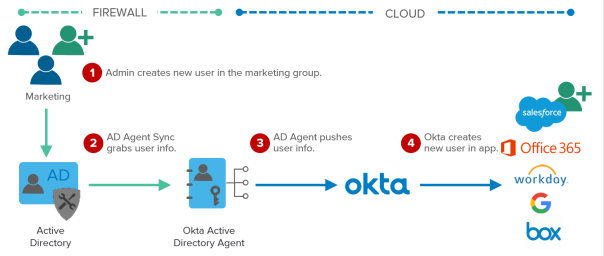 FIREWALL
CLOUD
1 Admin creates new user in the marketing group.
Marketing
2 AD Agent Sync
grabs user info.
3 AD Agent pushes
user info.
4 Okta creates
new user in app.
salesforce
Office 365
workday.
G
box
AD
okta
Active
Directory
Okta Active
Directory Agent